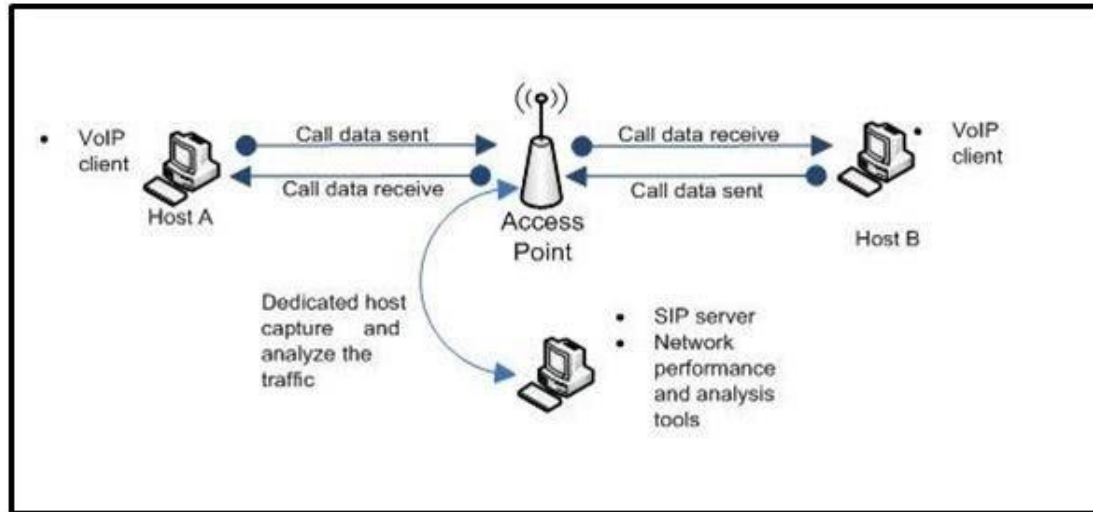 • VoIP
client
Call data sent
Call data receive
Host A
Access
Point
Call data receive
Call data sent
• VoIP
client
Host B
Dedicated host
capture and
analyze the
traffic
• SIP server
• Network
performance
and analysis
tools